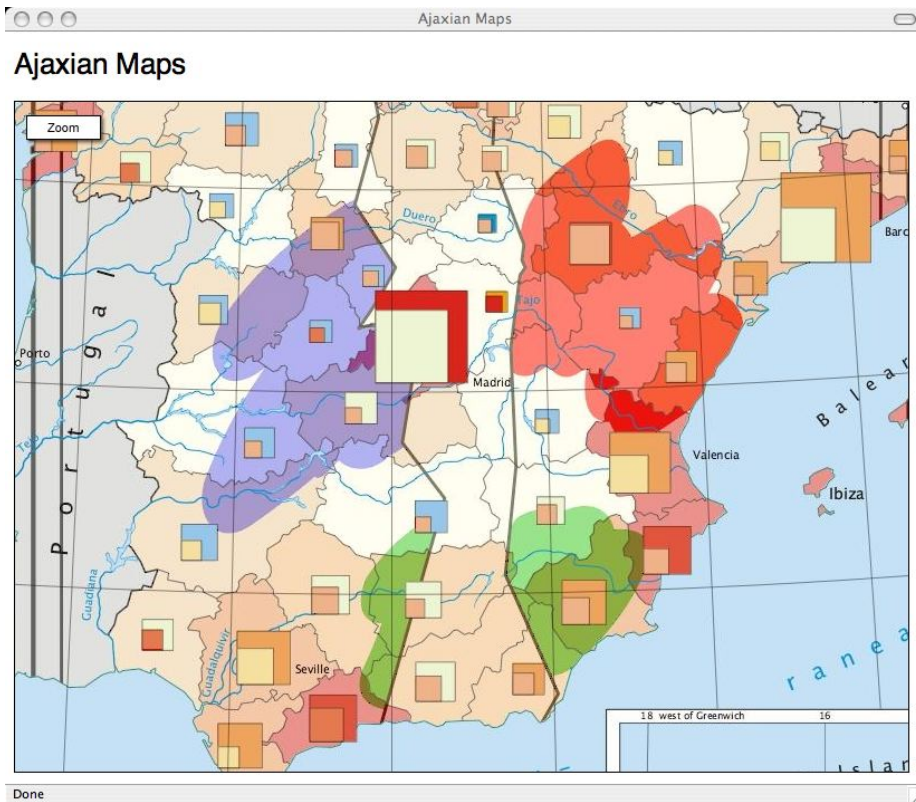 Ajaxian Maps
Ajaxian Maps
Zoom
Duero
Ebro
Barc
Tajo
Porto
Portugal
Madrid
Balear
Tejo
Valencia
Ibiza
Guadiana
Guadalquivir
Seville
ranea
18 west of Greenwich
16
Islar
Done